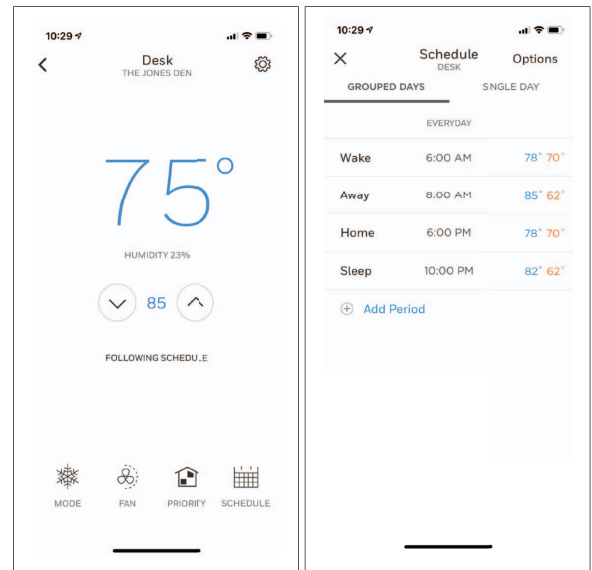 10:29
Desk
THE JONES DEN
75°
HUMIDITY 23%
85
FOLLOWING SCHEDULE
MODE FAN PRIORITY SCHEDULE
10:29
Schedule Options
DESK
GROUPED DAYS SNGLE DAY
EVERYDAY
Wake 6:00 AM 78° 70°
Away 8:00 AM 85° 62°
Home 6:00 PM 78° 70°
Sleep 10:00 PM 82° 62°
Add Period